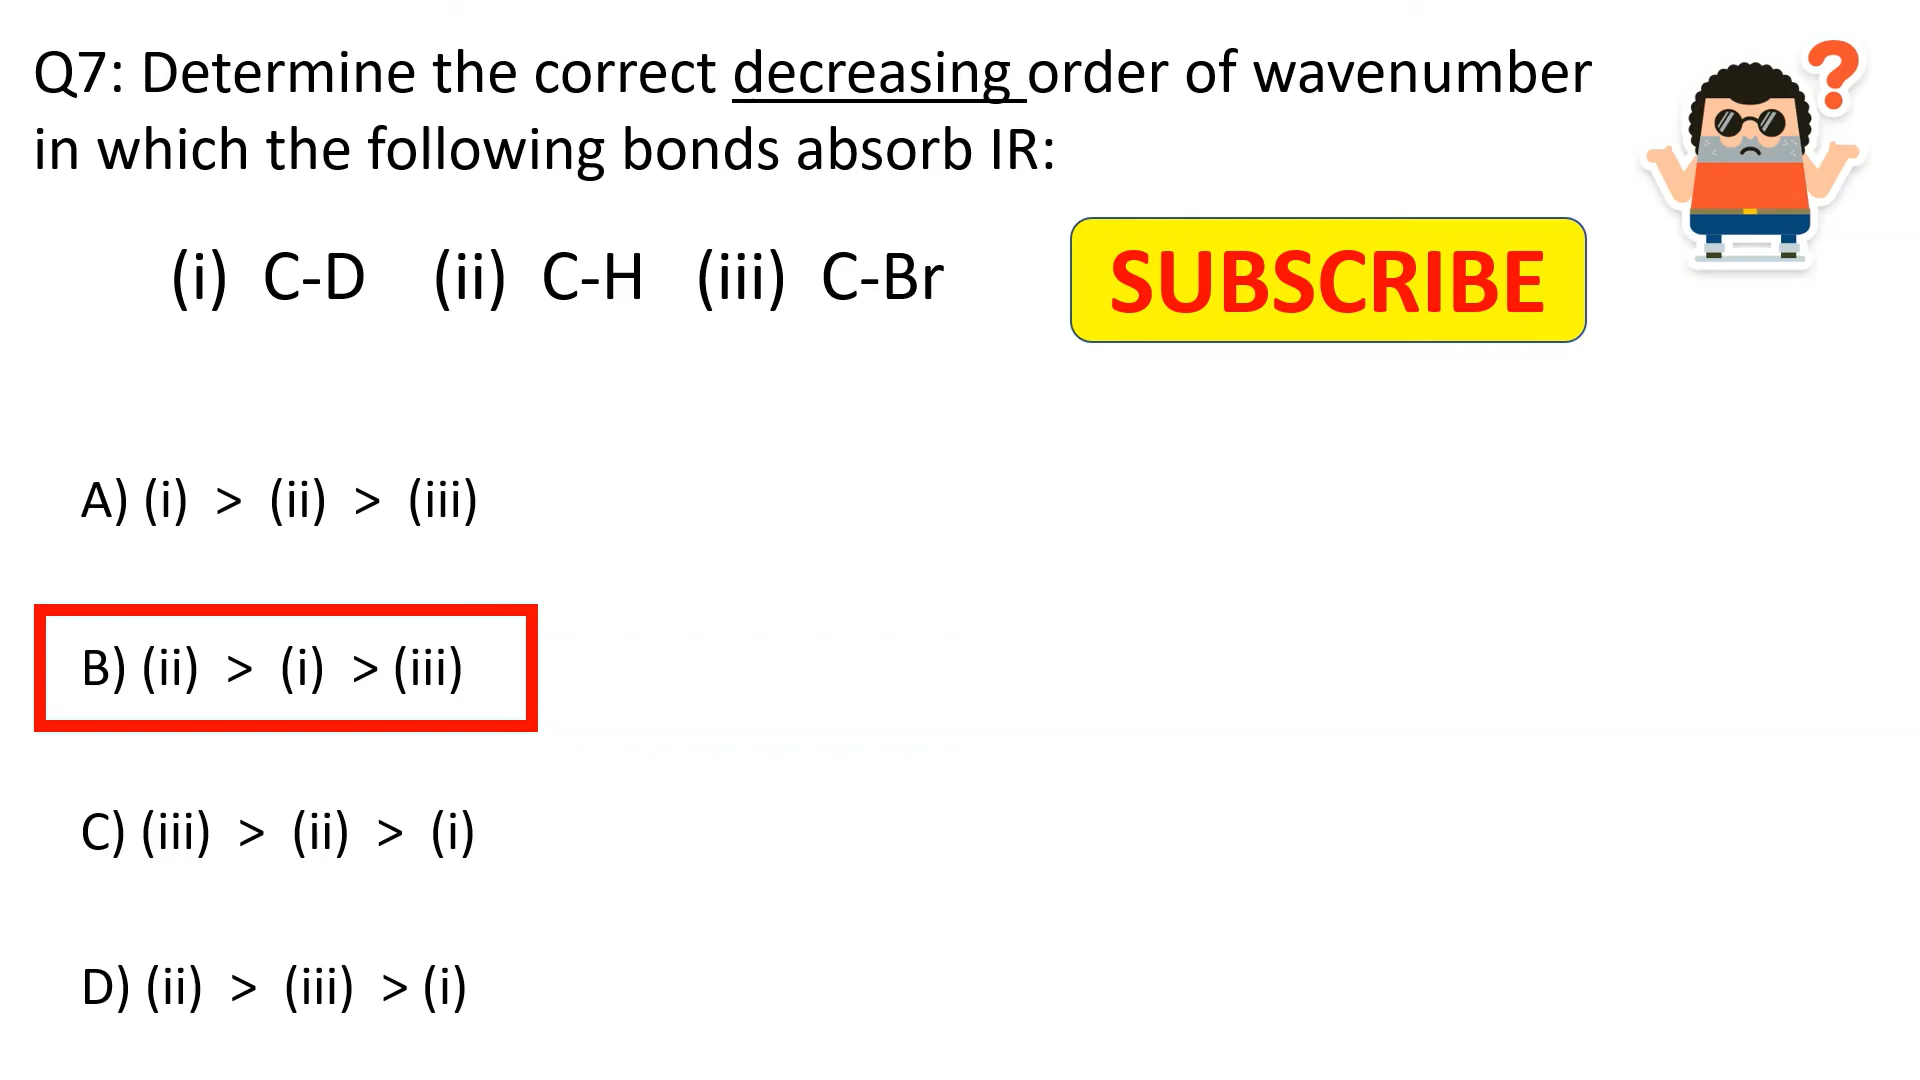 Q7: Determine the correct decreasing order of wavenumber
in which the following bonds absorb IR:
(i) C-D (ii) C-H (iii) C-Br
SUBSCRIBE
A) (i) > (ii) > (iii)
B) (ii) > (i) > (iii)
C) (iii) > (ii) > (i)
D) (ii) > (iii) > (i)